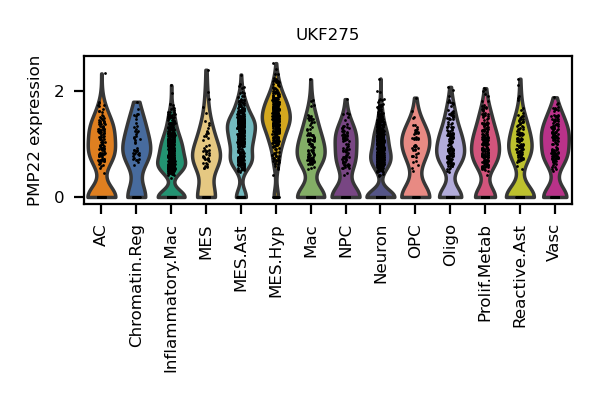 UKF275
PMP22 expression
2
0
AC
Chromatin.Reg
Inflammatory.Mac
MES
MES.Ast
MES.Hyp
Mac
NPC
Neuron
OPC
Oligo
Prolif.Metab
Reactive.Ast
Vasc